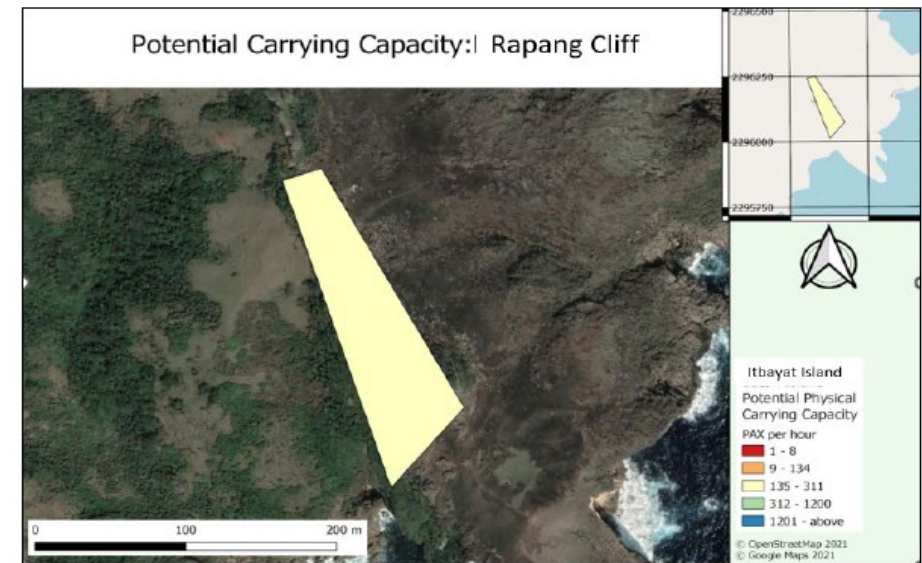 Potential Carrying Capacity:l Rapang Cliff
2296500
2296250
2296000
2295750
Itbayat Island
Potential Physical
Carrying Capacity
PAX per hour
1 - 8
9 - 134
135 - 311
312 - 1200
1201 - above
© OpenStreetMap 2021
© Google Maps 2021
0 100 200 m